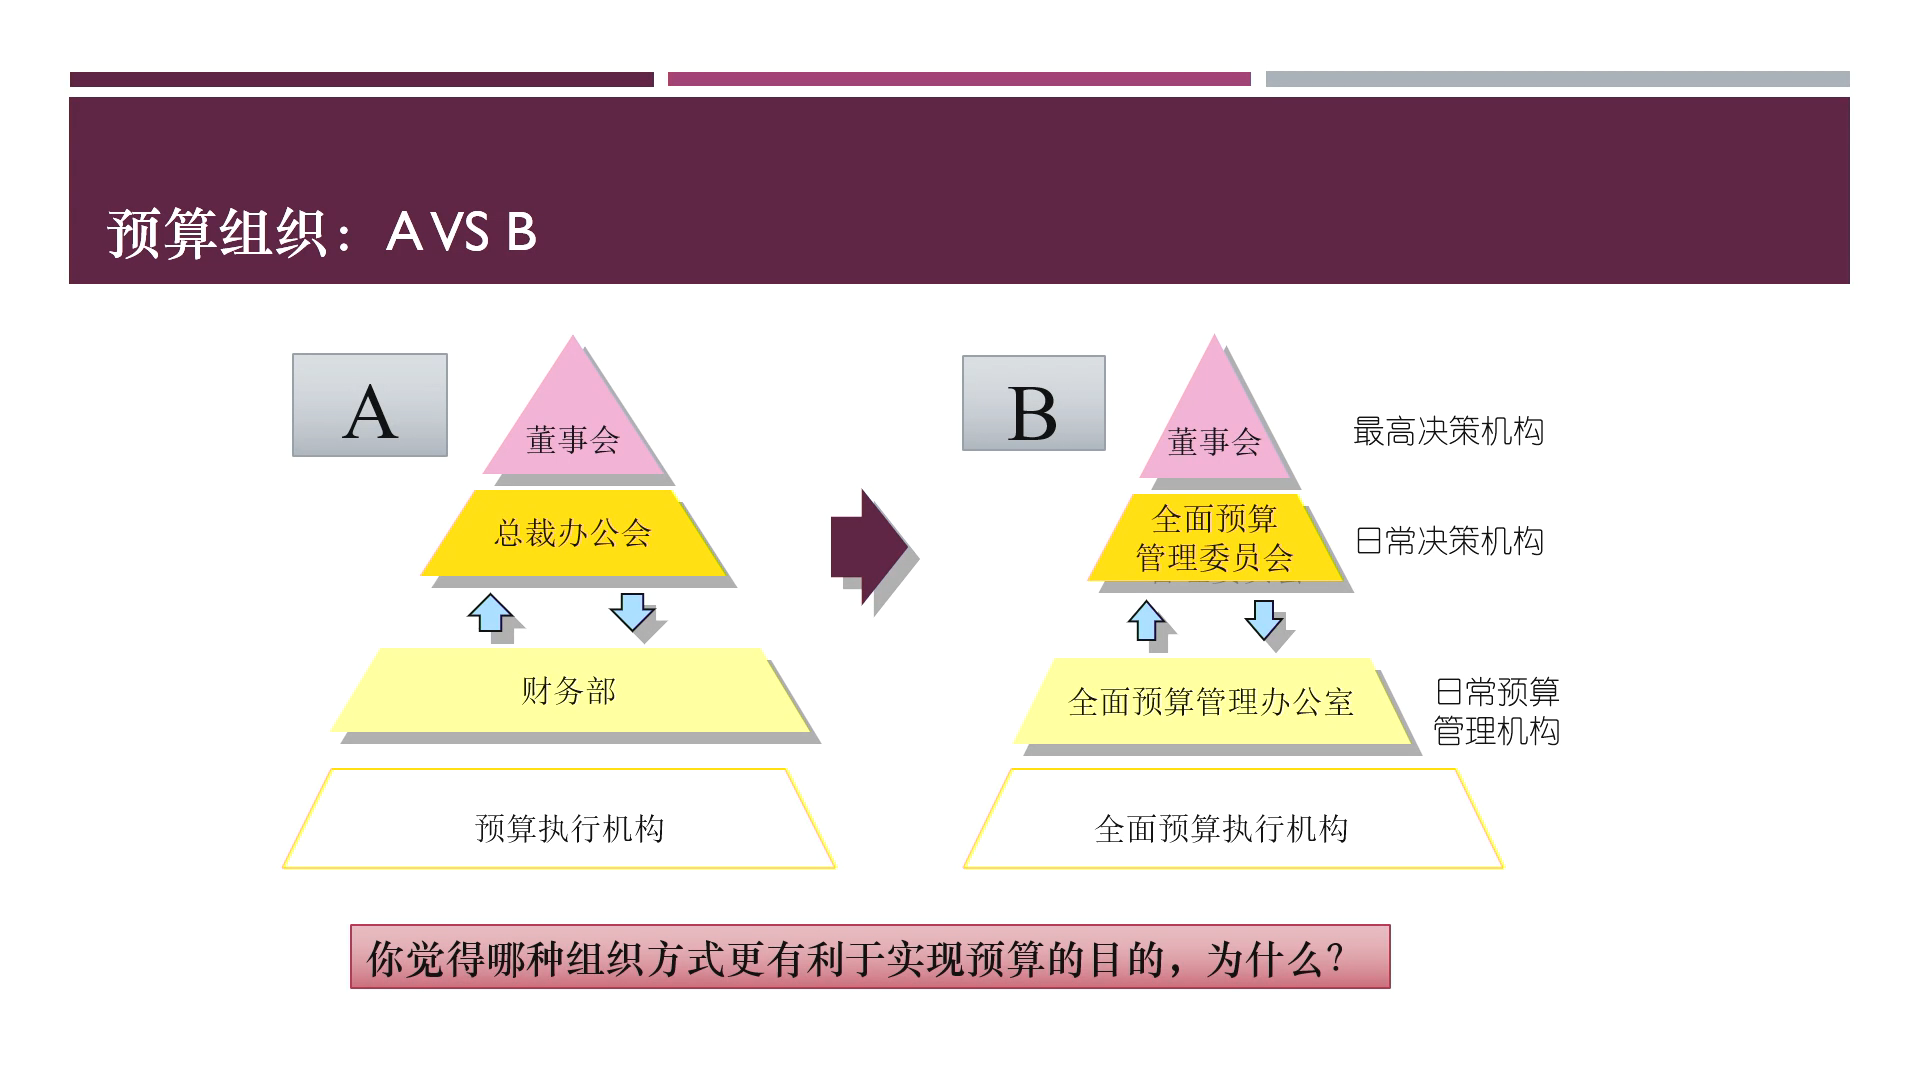 预算组织：A VS B
A
董事会
总裁办公会
财务部
预算执行机构
B
董事会
最高决策机构
全面预算
管理委员会
日常决策机构
全面预算管理办公室
日常预算
管理机构
全面预算执行机构
你觉得哪种组织方式更有利于实现预算的目的，为什么？